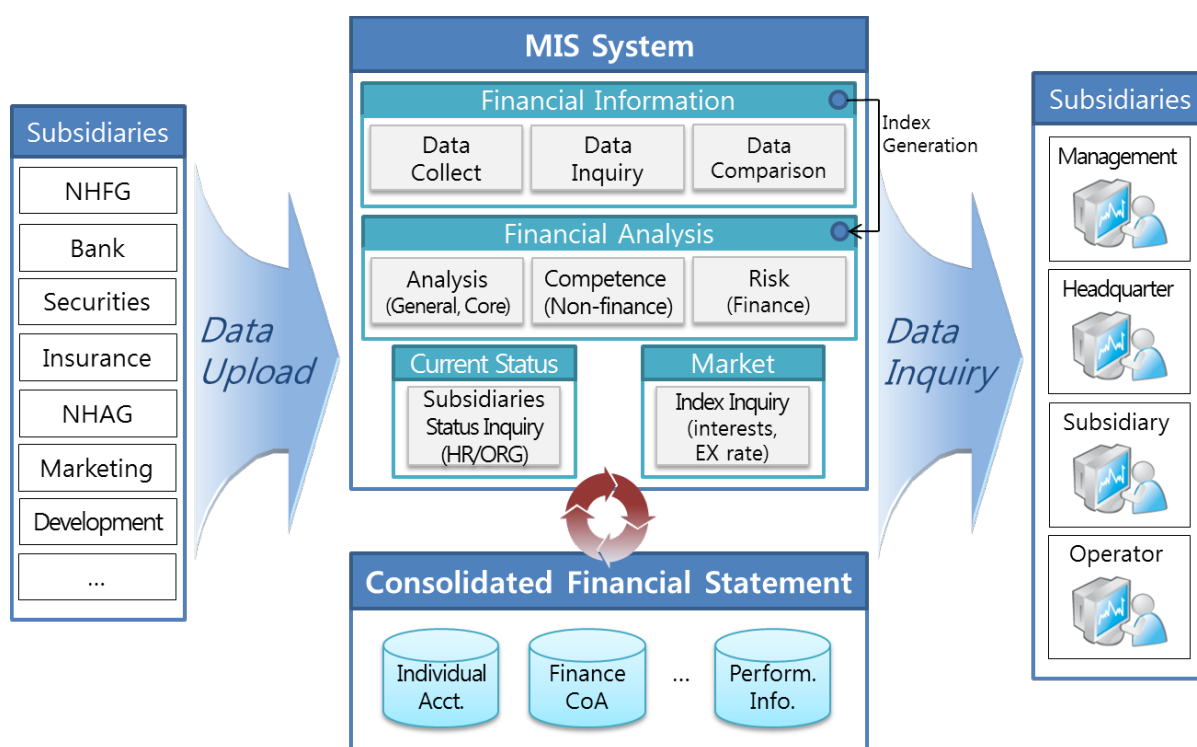 Subsidiaries
NHFG
Bank
Securities
Insurance
NHAG
Marketing
Development
...
Data
Upload
MIS System
Financial Information
Data
Collect
Data
Inquiry
Data
Comparison
Index
Generation
Financial Analysis
Analysis
(General, Core)
Competence
(Non-finance)
Risk
(Finance)
Current Status
Subsidiaries
Status Inquiry
(HR/ORG)
Market
Index Inquiry
(interests,
EX rate)
Consolidated Financial Statement
Individual
Acct.
Finance
CoA
...
Perform.
Info.
Data
Inquiry
Subsidiaries
Management
Headquarter
Subsidiary
Operator